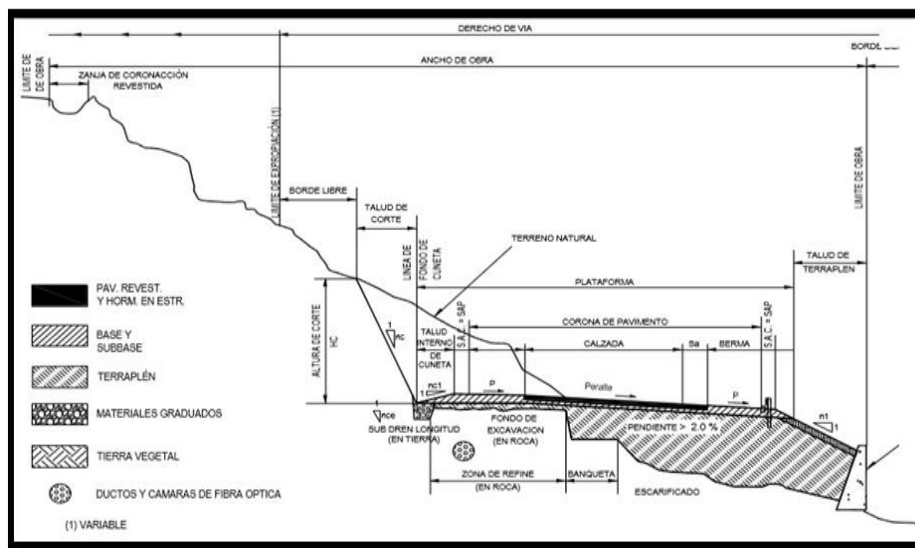 DERECHO DE VIA
ANCHO DE OBRA
LIMITE DE
DE OBRA
ZANJA DE CORONACCIÓN
REVESTIDA
LIMITE DE EXPROPIACIÓN (1)
BORDE LIBRE
TALUD DE
CORTE
LINEA DE
FONDO DE
CUNETA
TERRENO NATURAL
LIMITE DE OBRA
TALUD DE
TERRAPLEN
PLATAFORMA
ALTURA DE CORTE
HC
1
nc
TALUD
INTERNO
DE CUNETA
S.A.C. = SAP
CORONA DE PAVIMENTO
S.A.C. = SAP
CALZADA
Sa
BERMA
nc1
1
P
Peralte
P
1
nce
SUB DREN LONGITUD
(EN TIERRA)
FONDO DE
EXCAVACION
(EN ROCA)
PENDIENTE > 2.0 %
n1
1
ZONA DE REFINE
(EN ROCA)
BANQUETA
ESCARIFICADO
PAV. REVEST.
Y HORM. EN ESTR.
BASE Y
SUBBASE
TERRAPLÉN
MATERIALES GRADUADOS
TIERRA VEGETAL
DUCTOS Y CAMARAS DE FIBRA OPTICA
(1) VARIABLE